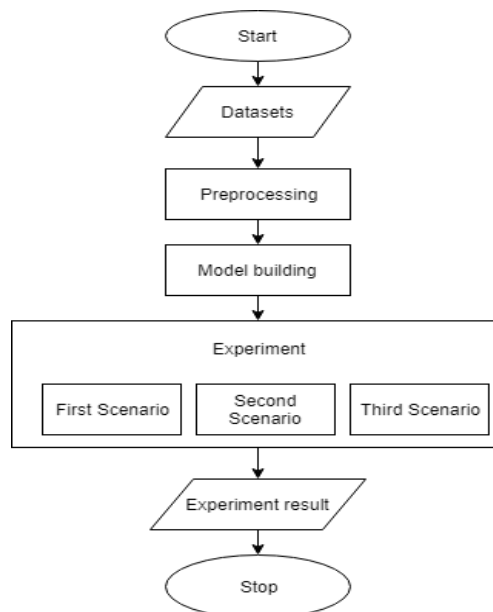 Start
Datasets
Preprocessing
Model building
Experiment
First Scenario
Second
Scenario
Third Scenario
Experiment result
Stop